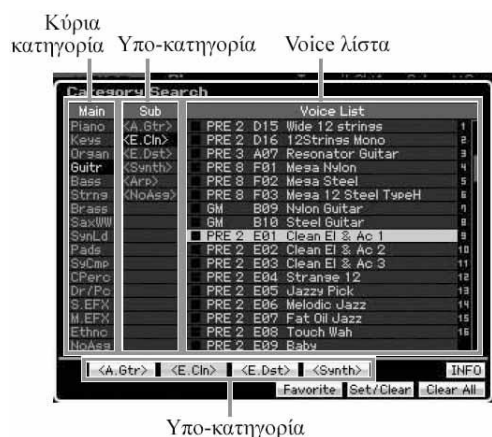 Κύρια
κατηγορία Υπο-κατηγορία Voice λίστα
Category Search
Main Sub Voice List
Piano <A.Gtr> PRE 2 D15 Wide 12 strings 1
Keys <E.Cln> PRE 2 D16 12Strings Mono 2
Organ <E.Dst> PRE 3 A07 Resonator Guitar 3
Guitr <Synth> PRE 8 F01 Mega Nylon 4
Bass <Arp> PRE 8 F02 Mega Steel 5
Strng <NoAsg> PRE 8 F03 Mega 12 Steel TypeH 6
Brass GM B09 Nylon Guitar 7
SaxWW GM B10 Steel Guitar 8
SynLd PRE 2 E01 Clean El & Ac 1 9
Pads PRE 2 E02 Clean El & Ac 2 10
SyCmp PRE 2 E03 Clean El & Ac 3 11
CPerc PRE 2 E04 Strange 12 12
Dr/Pc PRE 2 E05 Jazzy Pick 13
S.EFX PRE 2 E06 Melodic Jazz 14
M.EFX PRE 2 E07 Fat Oil Jazz 15
Ethnc PRE 2 E08 Touch Wah 16
NoAsg PRE 2 E09 Baby
<A.Gtr> <E.Cln> <E.Dst> <Synth> INFO
Favorite Set/Clear Clear All
Υπο-κατηγορία